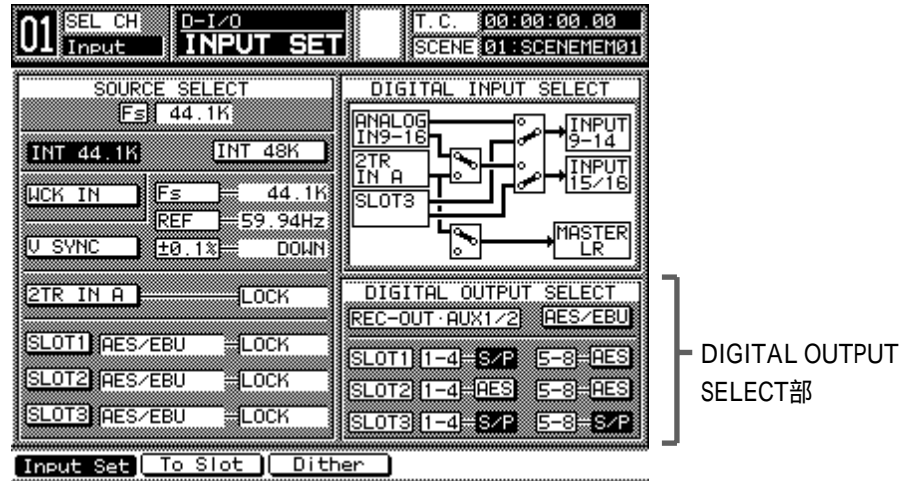 01 SEL CH Input D-I/O INPUT SET T.C. 00:00:00.00
SCENE 01:SCENEMEM01
SOURCE SELECT
Fs 44.1K
INT 44.1K INT 48K
WCK IN Fs 44.1K
REF 59.94Hz
V SYNC ±0.1% DOWN
2TR IN A LOCK
SLOT1 AES/EBU LOCK
SLOT2 AES/EBU LOCK
SLOT3 AES/EBU LOCK
DIGITAL INPUT SELECT
ANALOG IN9-16
2TR IN A
SLOT3
INPUT 9-14
INPUT 15/16
MASTER LR
DIGITAL OUTPUT SELECT
REC-OUT·AUX1/2 AES/EBU
SLOT1 1-4 S/P 5-8 AES
SLOT2 1-4 AES 5-8 AES
SLOT3 1-4 S/P 5-8 S/P
Input Set To Slot Dither
DIGITAL OUTPUT
SELECT部